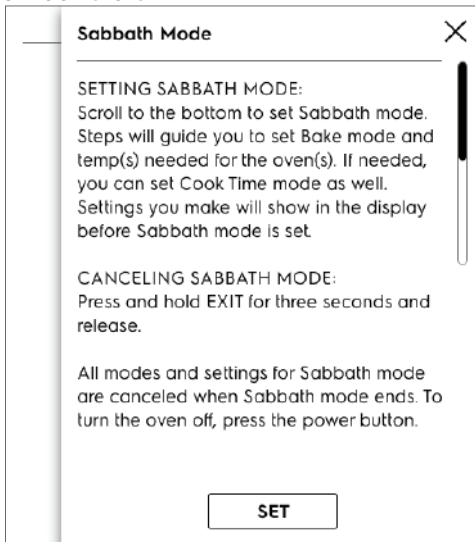 Sabbath Mode
SETTING SABBATH MODE:
Scroll to the bottom to set Sabbath mode.
Steps will guide you to set Bake mode and
temp(s) needed for the oven(s). If needed,
you can set Cook Time mode as well.
Settings you make will show in the display
before Sabbath mode is set.
CANCELING SABBATH MODE:
Press and hold EXIT for three seconds and
release.
All modes and settings for Sabbath mode
are canceled when Sabbath mode ends. To
turn the oven off, press the power button.
SET